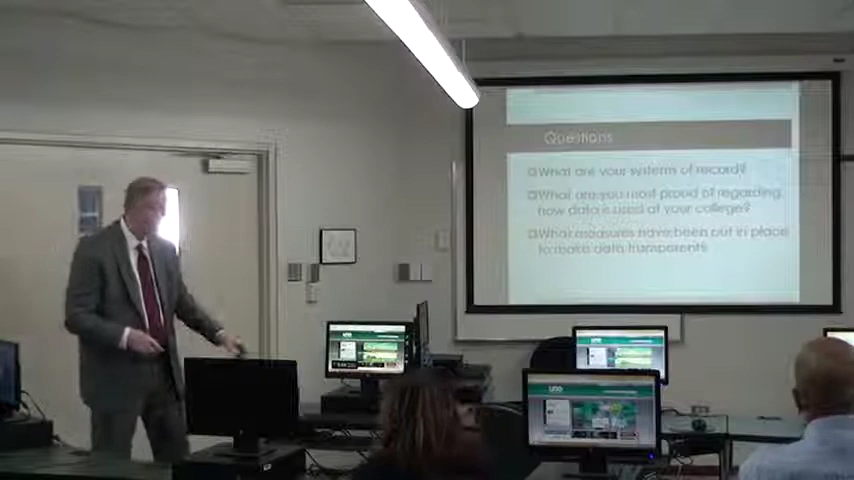 Questions
What are your systems of record?
What are you most proud of regarding
how data is used at your college?
What measures have been put in place
to make data transparent?